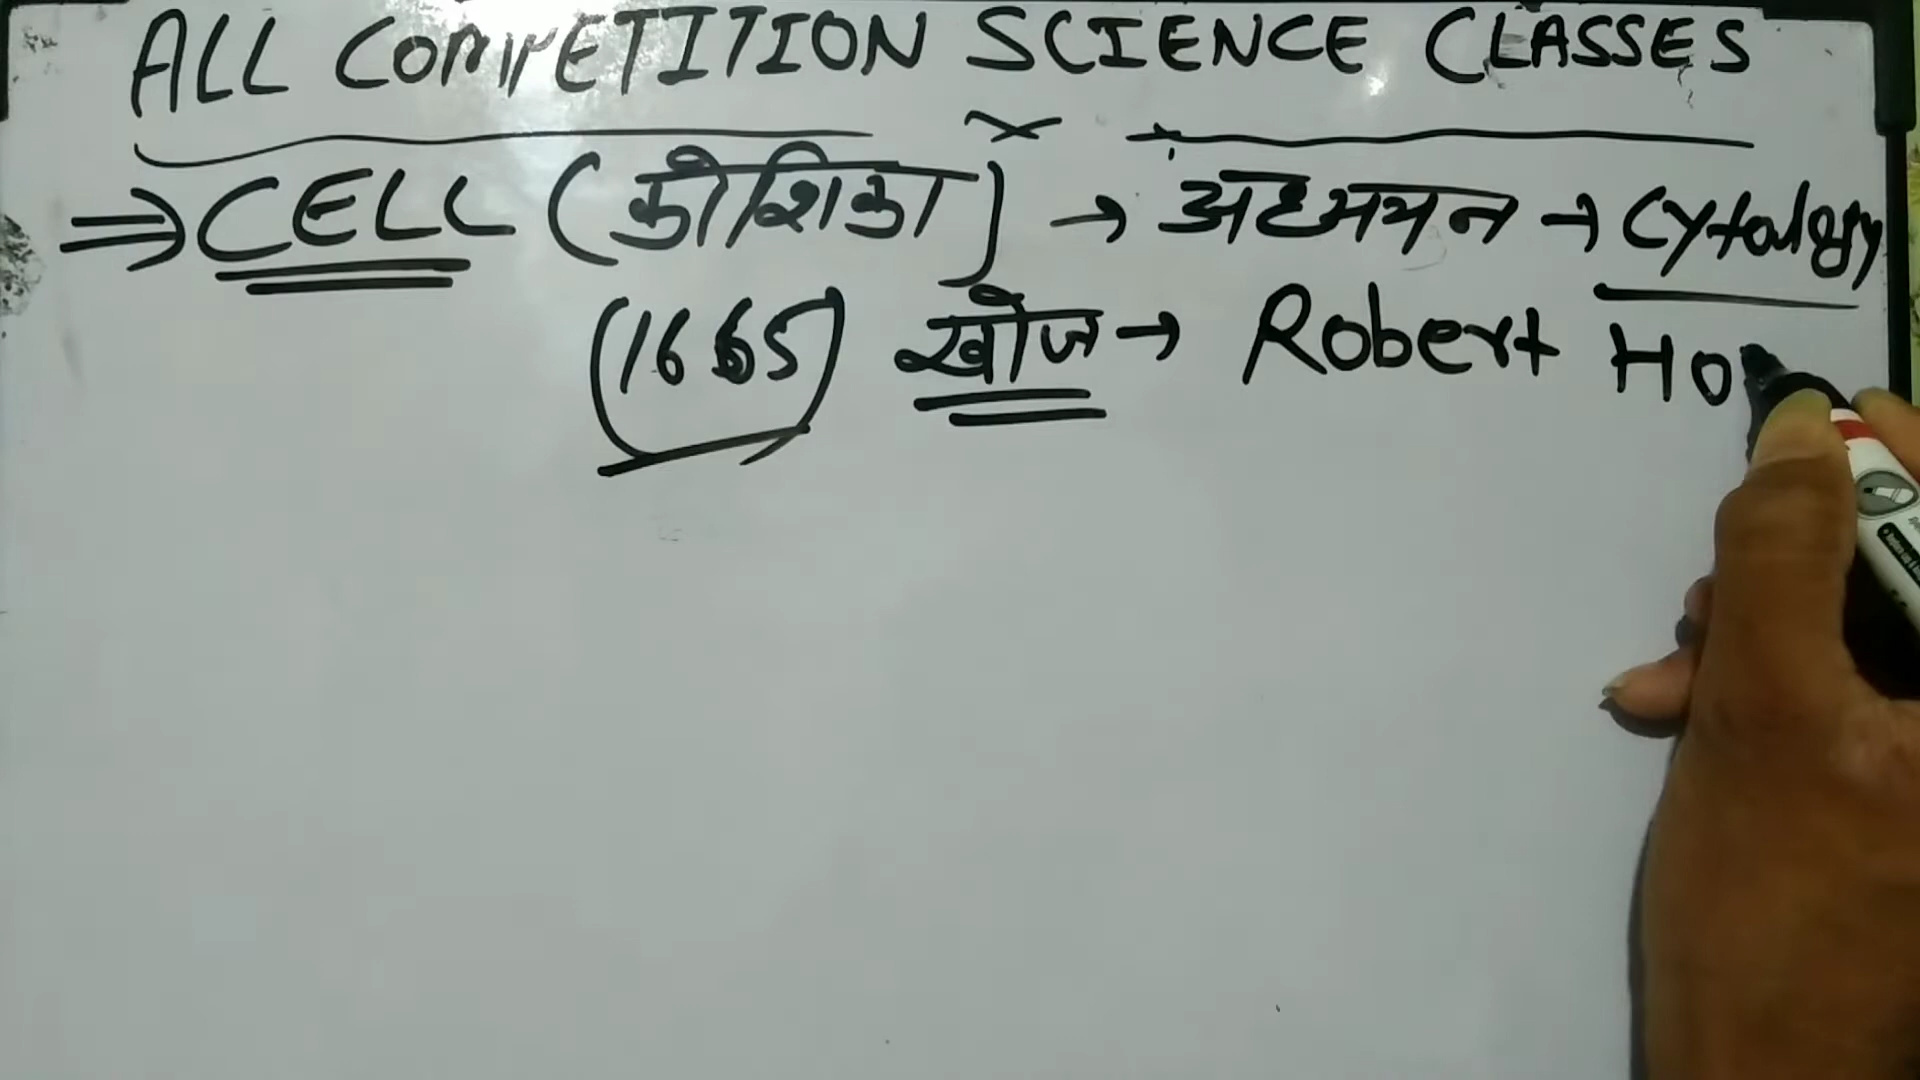 ALL COMPETITION SCIENCE CLASSES
⇒ CELL (कोशिका) → अध्ययन → Cytology
(1665) खोज → Robert Ho